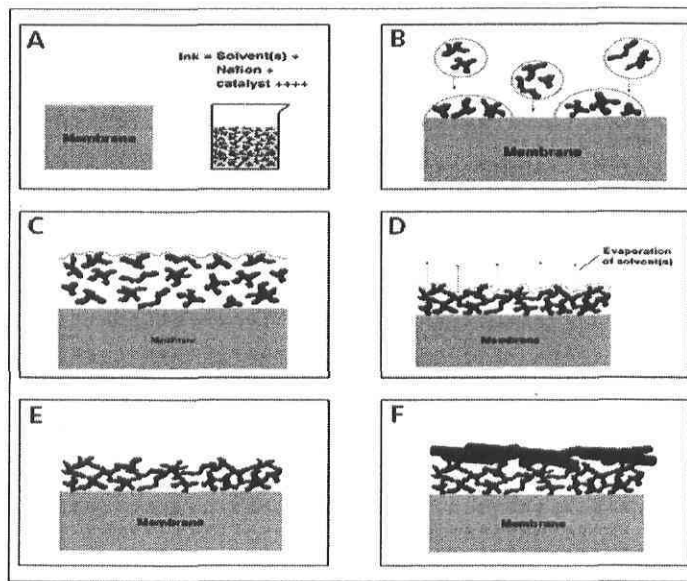 A
Ink = Solvent(s) +
Nafion +
catalyst ++++
Membrane
B
Membrane
C
Membrane
D
Evaporation
of solvent(s)
Membrane
E
Membrane
F
Membrane